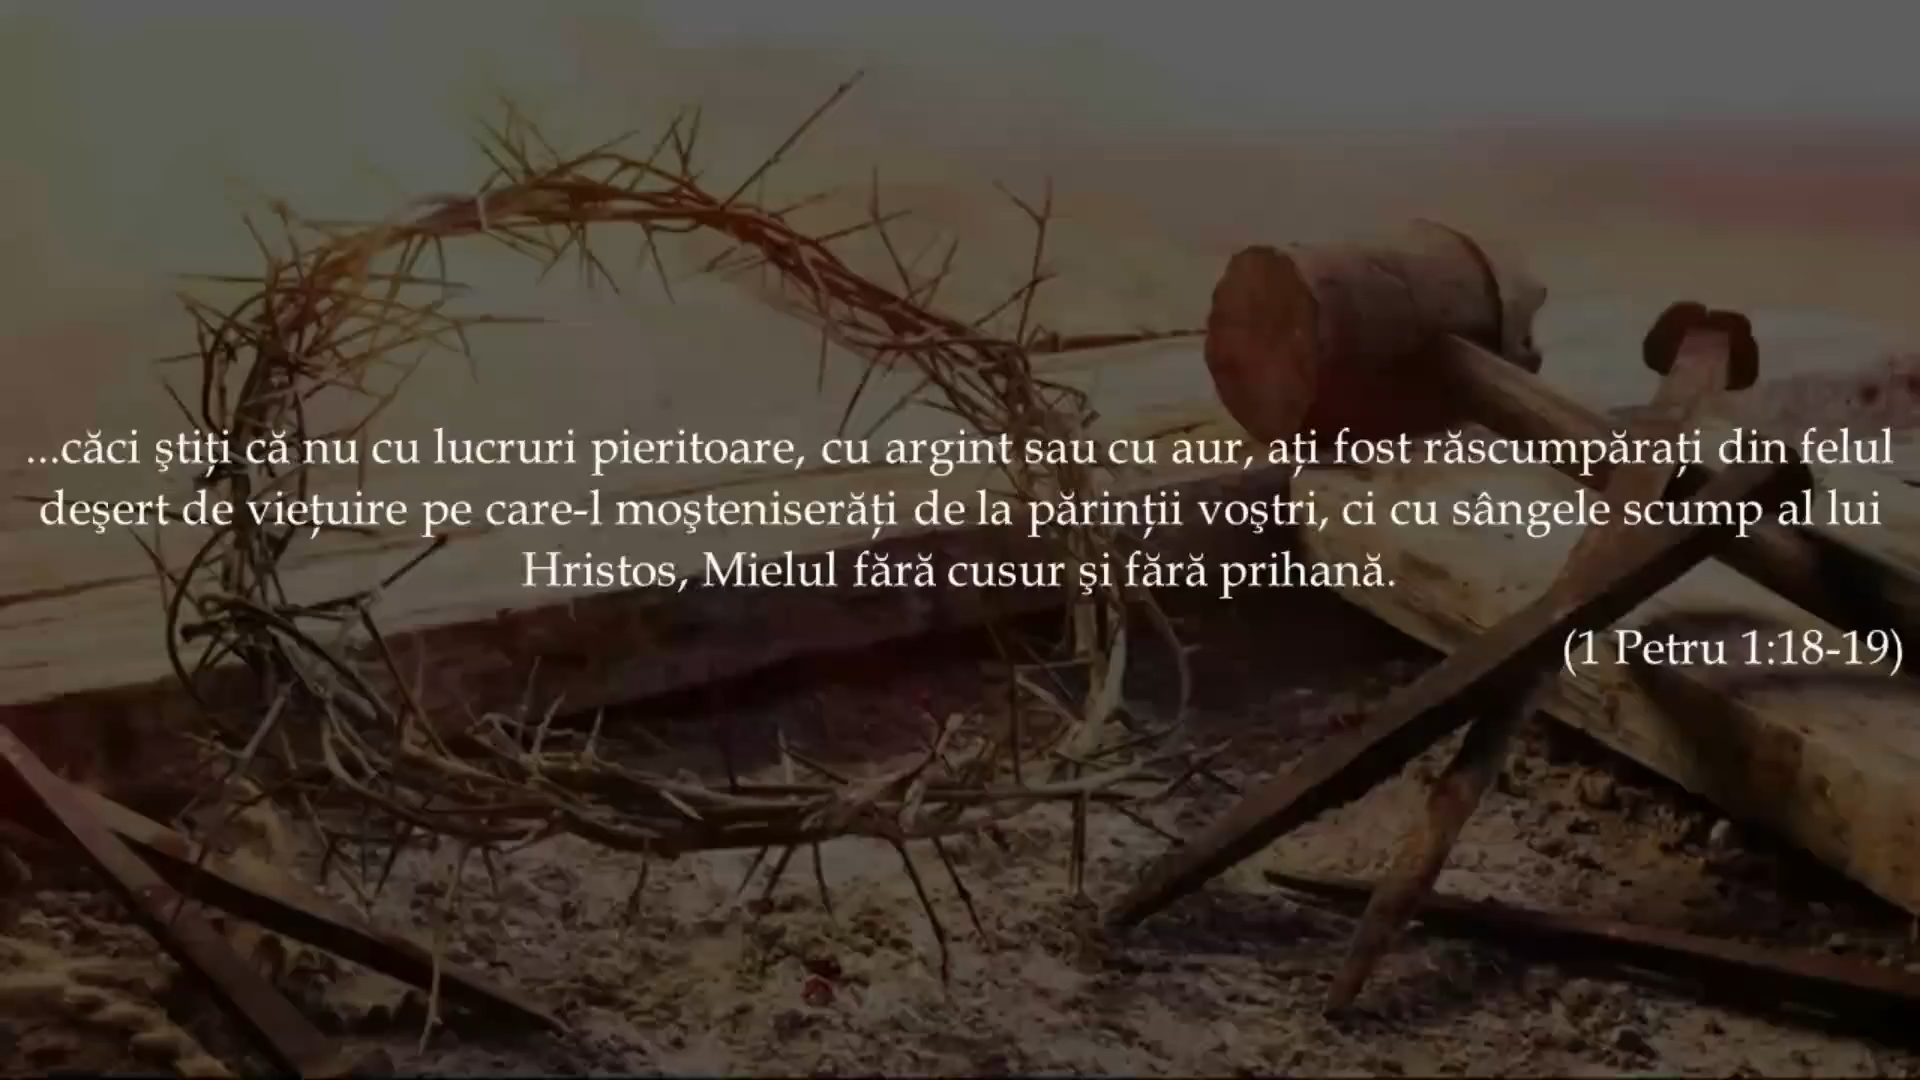 ...căci ştiţi că nu cu lucruri pieritoare, cu argint sau cu aur, aţi fost răscumpăraţi din felul
deşert de vieţuire pe care-l moşteniserăţi de la părinţii voştri, ci cu sângele scump al lui
Hristos, Mielul fără cusur şi fără prihană.
(1 Petru 1:18-19)